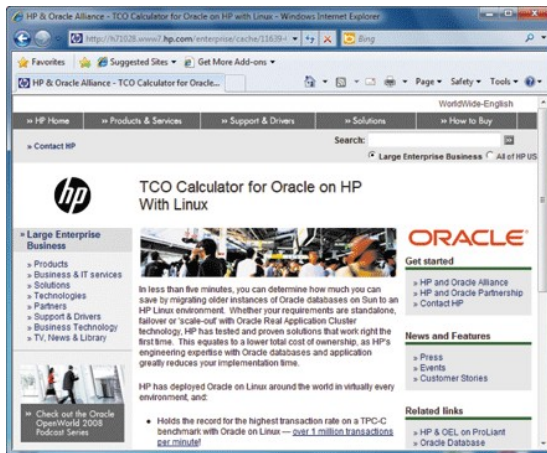 HP & Oracle Alliance - TCO Calculator for Oracle on HP with Linux - Windows Internet Explorer
http://h71028.www7.hp.com/enterprise/cache/11639-
Bing
Favorites
Suggested Sites
Get More Add-ons
HP & Oracle Alliance - TCO Calculator for Oracle...
Page
Safety
Tools
WorldWide-English
» HP Home
» Products & Services
» Support & Drivers
» Solutions
» How to Buy
» Contact HP
Search:
Large Enterprise Business
All of HP US
hp
TCO Calculator for Oracle on HP
With Linux
» Large Enterprise
Business
» Products
» Business & IT services
» Solutions
» Technologies
» Partners
» Support & Drivers
» Business Technology
» TV, News & Library
» Check out the Oracle
OpenWorld 2008
Podcast Series
In less than five minutes, you can determine how much you can
save by migrating older instances of Oracle databases on Sun to an
HP Linux environment. Whether your requirements are standalone,
failover or 'scale-out' with Oracle Real Application Cluster
technology, HP has tested and proven solutions that work right the
first time. This equates to a lower total cost of ownership, as HP's
engineering expertise with Oracle databases and application
greatly reduces your implementation time.
HP has deployed Oracle on Linux around the world in virtually every
environment, and:
• Holds the record for the highest transaction rate on a TPC-C
benchmark with Oracle on Linux — over 1 million transactions
per minute!
ORACLE
Get started
» HP and Oracle Alliance
» HP and Oracle Partnership
» Contact HP
News and Features
» Press
» Events
» Customer Stories
Related links
» HP & OEL on ProLiant
» Oracle Database